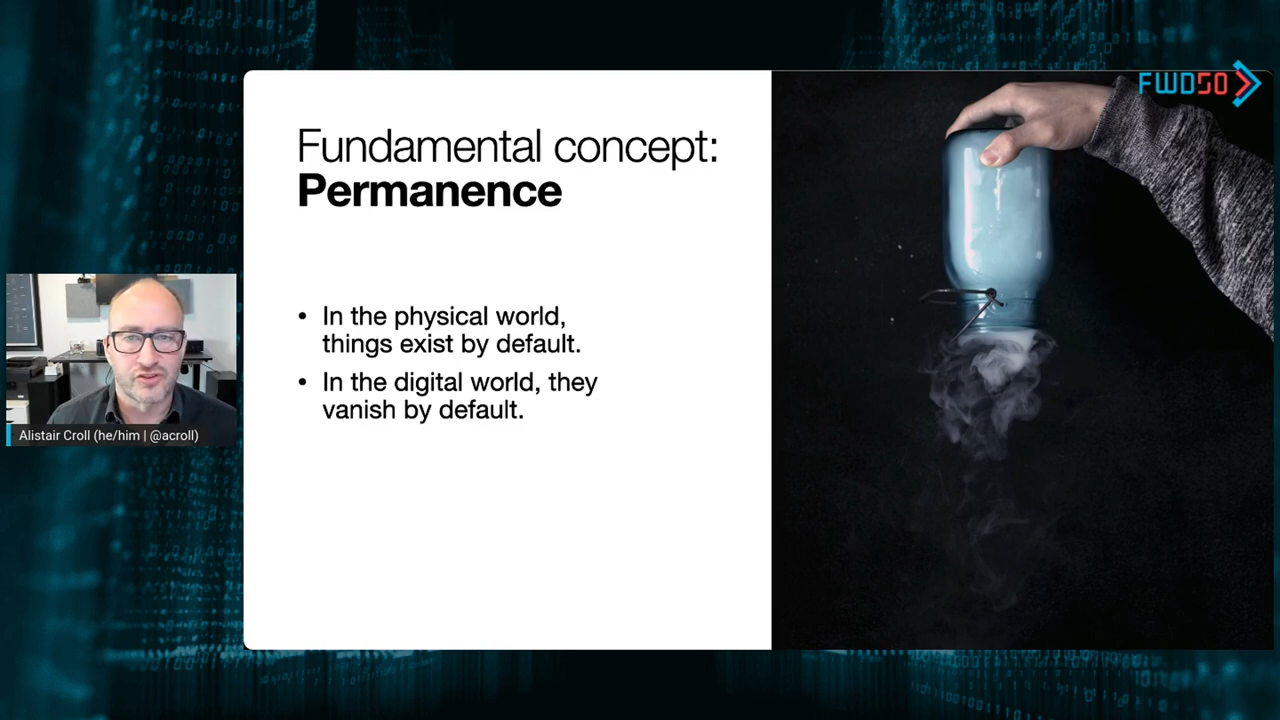 FWD50
Fundamental concept:
Permanence
• In the physical world,
things exist by default.
• In the digital world, they
vanish by default.
Alistair Croll (he/him | @acroll)